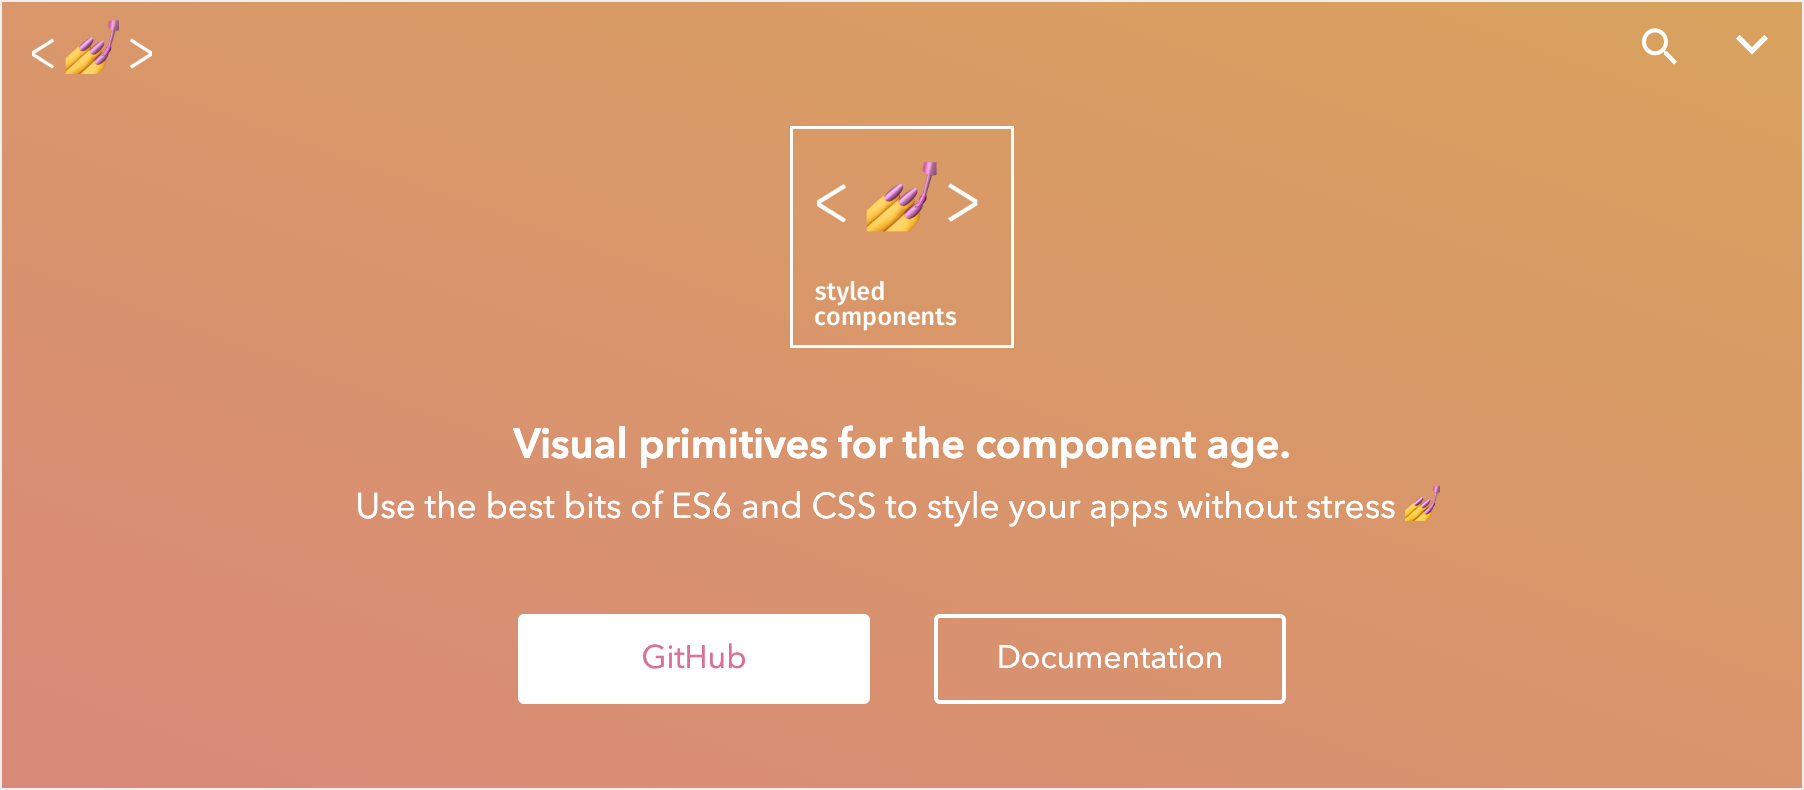 <💅>
<💅>
styled
components
Visual primitives for the component age.
Use the best bits of ES6 and CSS to style your apps without stress 💅
GitHub
Documentation